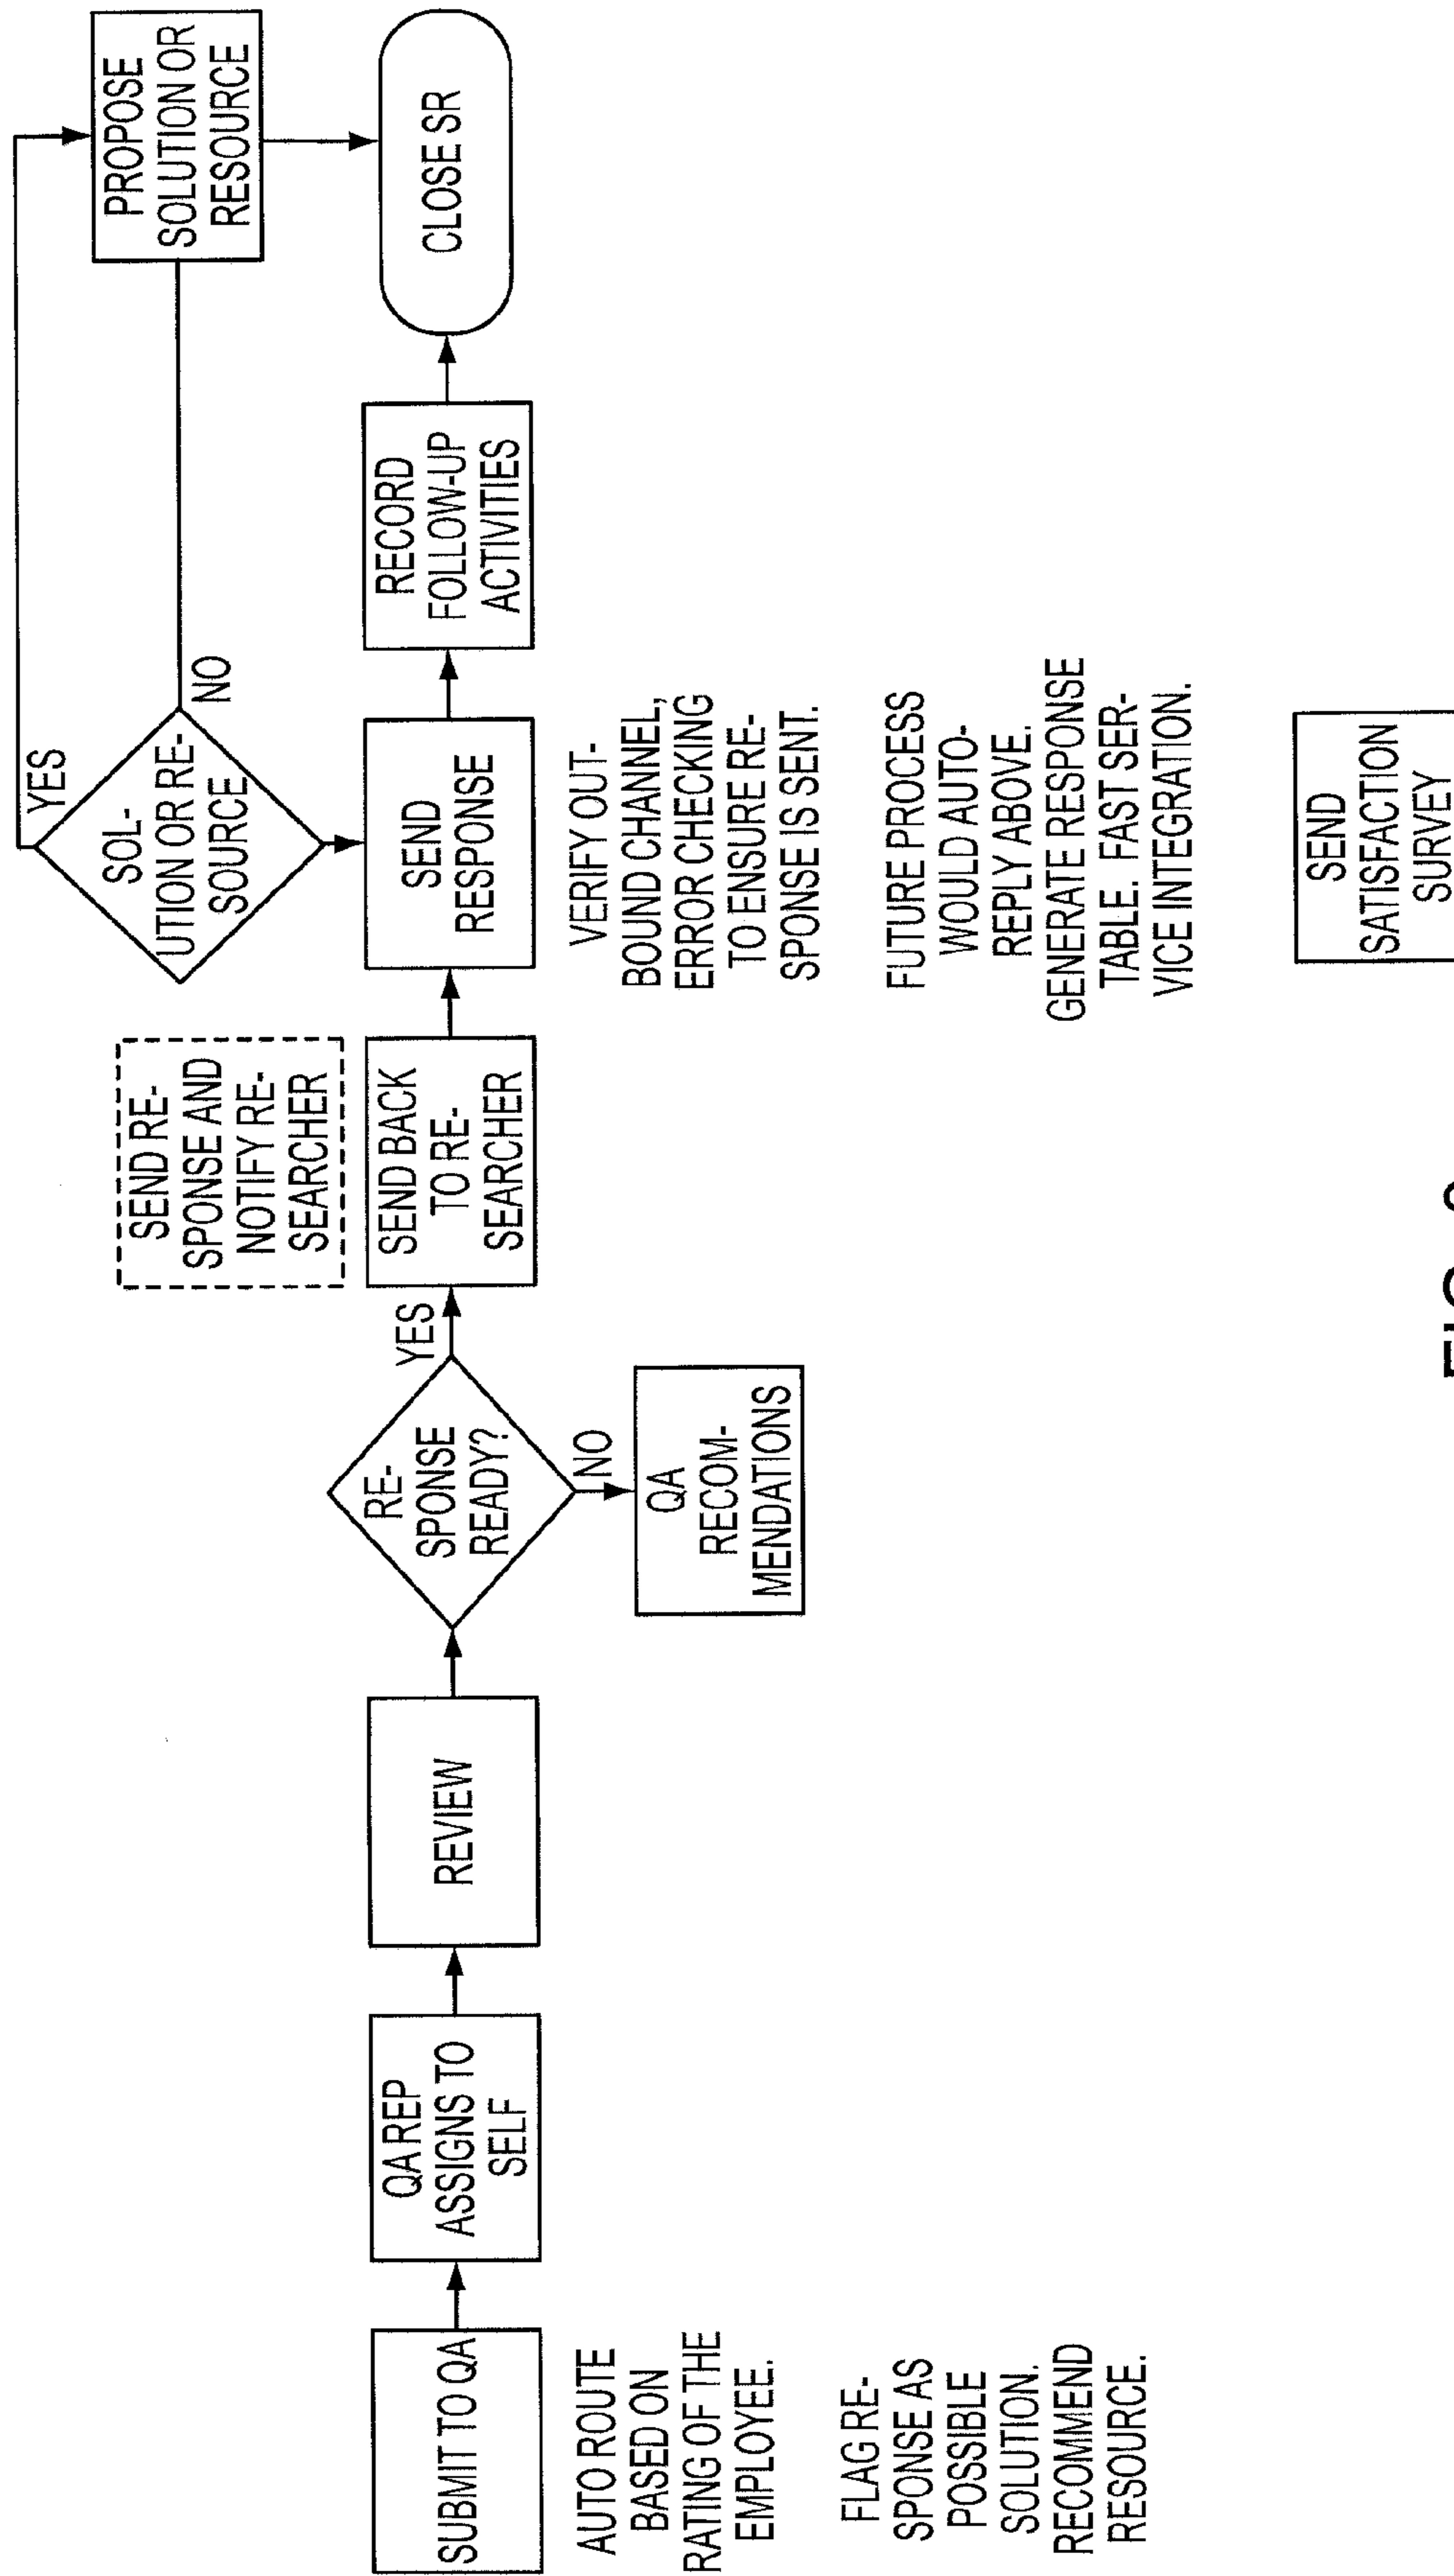 SUBMIT TO QA
AUTO ROUTE
BASED ON
RATING OF THE
EMPLOYEE.
FLAG RE-
SPONSE AS
POSSIBLE
SOLUTION.
RECOMMEND
RESOURCE.
QA REP
ASSIGNS TO
SELF
REVIEW
RE-
SPONSE
READY?
YES
NO
QA
RECOM-
MENDATIONS
SEND RE-
SPONSE AND
NOTIFY RE-
SEARCHER
SEND BACK
TO RE-
SEARCHER
SOL-
UTION OR RE-
SOURCE
YES
NO
SEND
RESPONSE
VERIFY OUT-
BOUND CHANNEL,
ERROR CHECKING
TO ENSURE RE-
SPONSE IS SENT.
FUTURE PROCESS
WOULD AUTO-
REPLY ABOVE.
GENERATE RESPONSE
TABLE. FAST SER-
VICE INTEGRATION.
SEND
SATISFACTION
SURVEY
RECORD
FOLLOW-UP
ACTIVITIES
PROPOSE
SOLUTION OR
RESOURCE
CLOSE SR